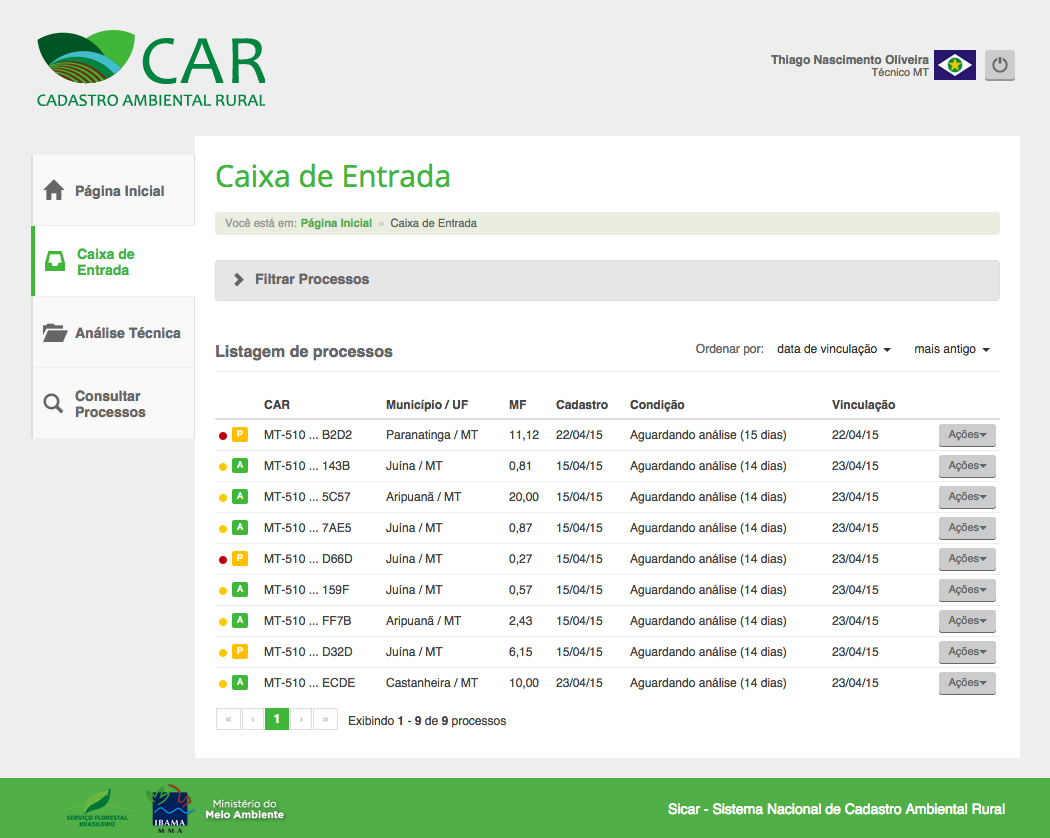 CAR
CADASTRO AMBIENTAL RURAL
Thiago Nascimento Oliveira
Técnico MT
Página Inicial
Caixa de
Entrada
Análise Técnica
Consultar
Processos
Caixa de Entrada
Você está em: Página Inicial » Caixa de Entrada
Filtrar Processos
Listagem de processos
Ordenar por: data de vinculação mais antigo
CAR Município / UF MF Cadastro Condição Vinculação
P MT-510 ... B2D2 Paranatinga / MT 11,12 22/04/15 Aguardando análise (15 dias) 22/04/15 Ações
A MT-510 ... 143B Juína / MT 0,81 15/04/15 Aguardando análise (14 dias) 23/04/15 Ações
A MT-510 ... 5C57 Aripuanã / MT 20,00 15/04/15 Aguardando análise (14 dias) 23/04/15 Ações
A MT-510 ... 7AE5 Juína / MT 0,87 15/04/15 Aguardando análise (14 dias) 23/04/15 Ações
P MT-510 ... D66D Juína / MT 0,27 15/04/15 Aguardando análise (14 dias) 23/04/15 Ações
A MT-510 ... 159F Juína / MT 0,57 15/04/15 Aguardando análise (14 dias) 23/04/15 Ações
A MT-510 ... FF7B Aripuanã / MT 2,43 15/04/15 Aguardando análise (14 dias) 23/04/15 Ações
P MT-510 ... D32D Juína / MT 6,15 15/04/15 Aguardando análise (14 dias) 23/04/15 Ações
A MT-510 ... ECDE Castanheira / MT 10,00 23/04/15 Aguardando análise (14 dias) 23/04/15 Ações
« ‹ 1 › » Exibindo 1 - 9 de 9 processos
SERVIÇO FLORESTAL
BRASILEIRO
IBAMA
M M A
Ministério do
Meio Ambiente
Sicar - Sistema Nacional de Cadastro Ambiental Rural